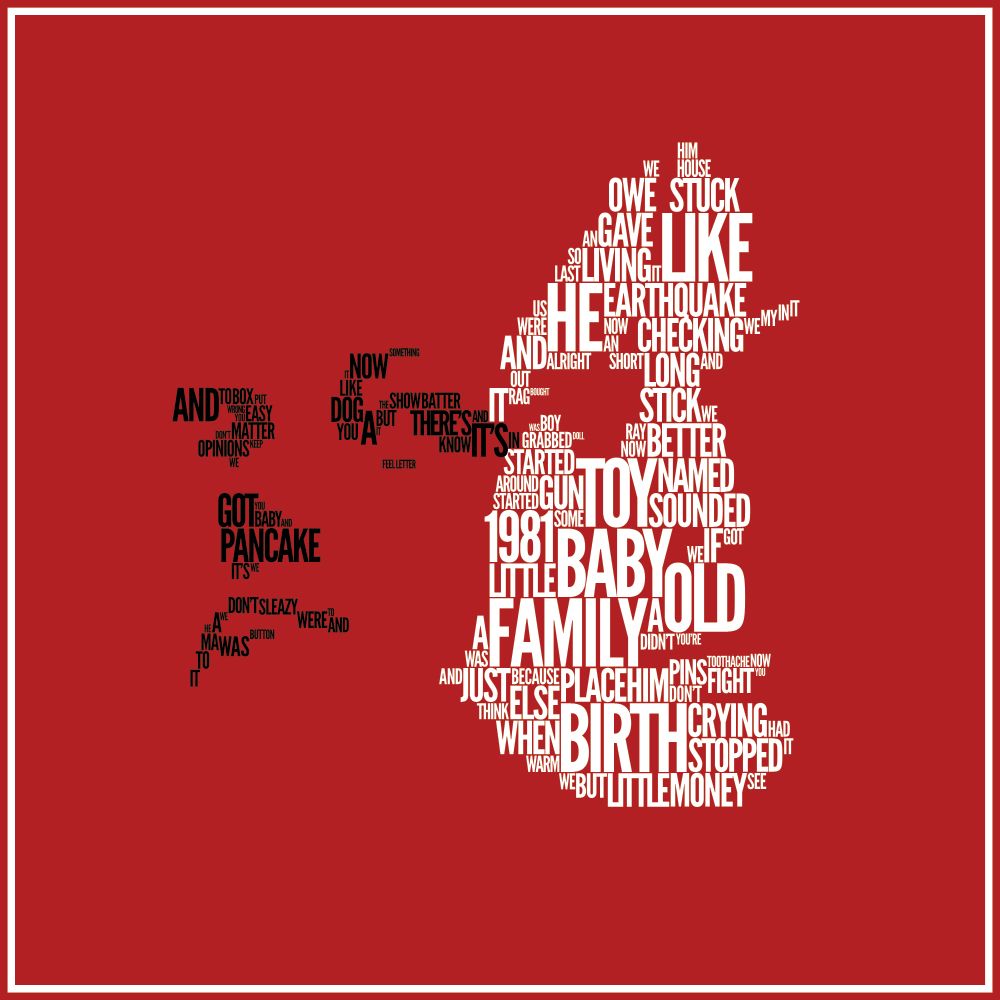 HIM
WE HOUSE
OWE STUCK
AN GAVE LIKE
SO LAST LIVING IT
US WERE HE EARTHQUAKE
NOW AN CHECKING WE MY IN IT
AND ALRIGHT SHORT LONG AND
OUT
IT RAG BOUGHT STICK WE
WAS BOY RAY NOW BETTER
IN GRABBED DOLL
STARTED TOY NAMED
AROUND STARTED GUN SOME SOUNDED
1981 BABY WE IF GOT
LITTLE OLD
A FAMILY A
WAS DIDN'T YOU'RE
AND JUST BECAUSE PLACE HIM PINS TOOTHACHE NOW
DON'T FIGHT YOU
THINK ELSE BIRTH CRYING HAD
WHEN STOPPED IT
WARM
WE BUT LITTLE MONEY SEE
IT NOW SOMETHING
LIKE
DOG A BUT THE SHOW BATTER
YOU IT THERE'S AND
KNOW IT'S
FEEL LETTER
AND TO BOX PUT
WRONG YOU EASY
DON'T MATTER
OPINIONS KEEP
WE
GOT YOU
BABY AND
PANCAKE
IT'S WE
HE A WE DON'T SLEAZY WERE TO AND
MA WAS BUTTON
TO
IT